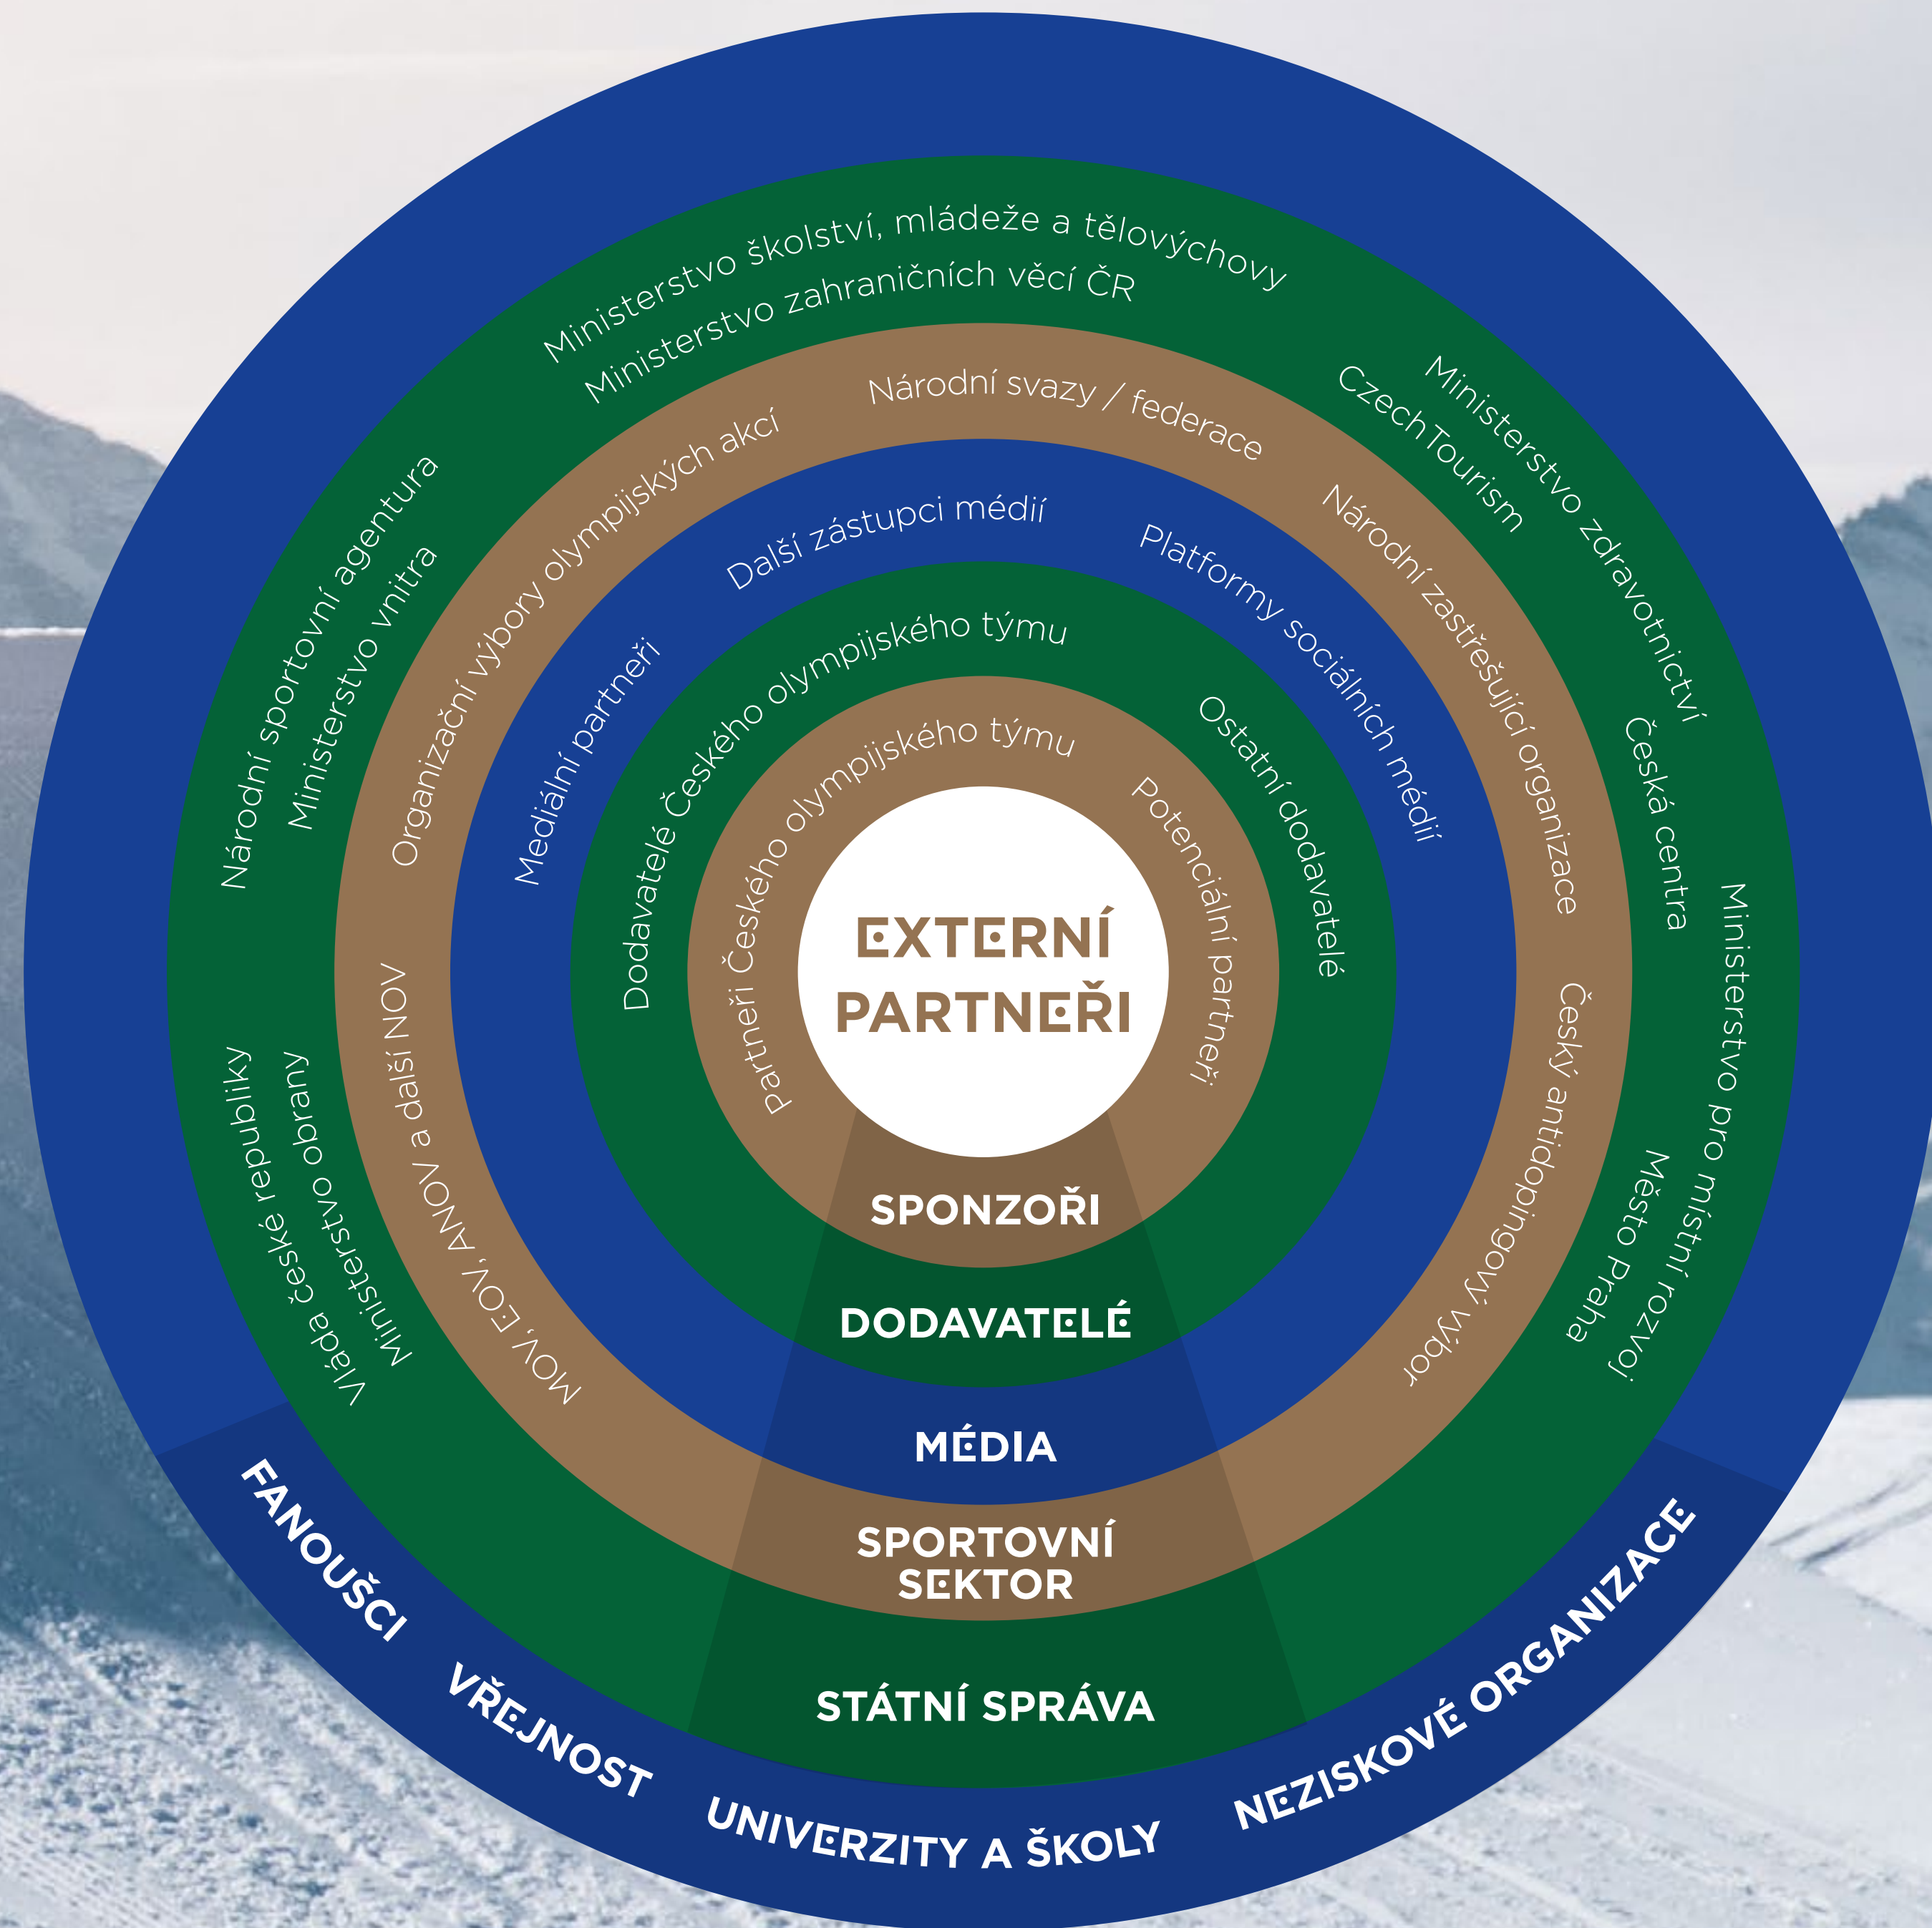 EXTERNÍ
PARTNEŘI
Partneři Českého olympijského týmu
Potenciální partneři
SPONZOŘI
Dodavatelé Českého olympijského týmu
Ostatní dodavatelé
DODAVATELÉ
Mediální partneři
Další zástupci médií
Platformy sociálních médií
MÉDIA
MOV, EOV, ANOV a další NOV
Organizační výbory olympijských akcí
Národní svazy / federace
Národní zastřešující organizace
Český antidopingový výbor
SPORTOVNÍ
SEKTOR
Vláda české republiky
Ministerstvo obrany
Národní sportovní agentura
Ministerstvo vnitra
Ministerstvo školství, mládeže a tělovýchovy
Ministerstvo zahraničních věcí ČR
Ministerstvo zdravotnictví
CzechTourism
Česká centra
Ministerstvo pro místní rozvoj
Město Praha
STÁTNÍ SPRÁVA
FANOUŠCI
VŘEJNOST
UNIVERZITY A ŠKOLY
NEZISKOVÉ ORGANIZACE